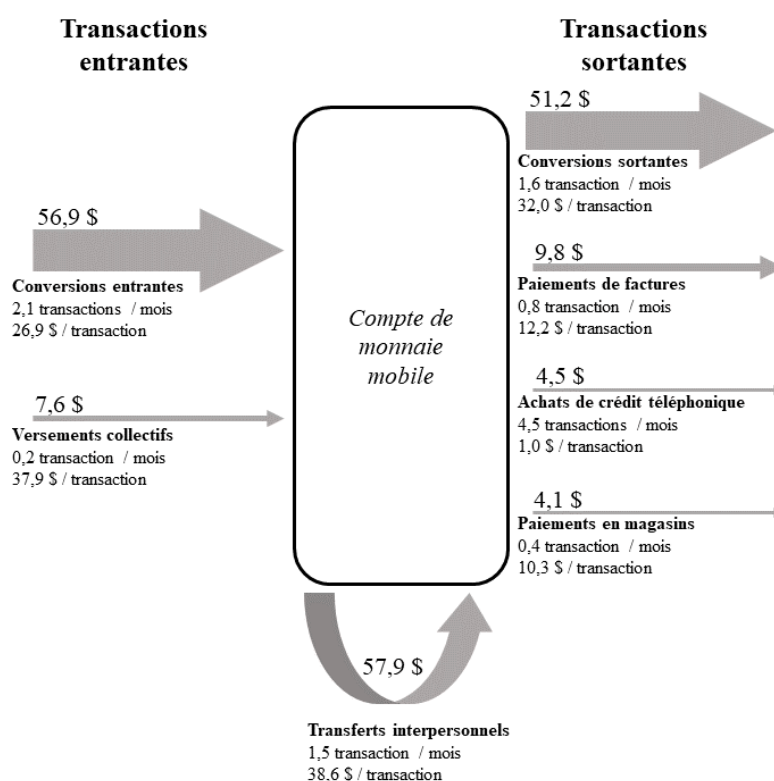 Transactions
entrantes
56,9 $
Conversions entrantes
2,1 transactions / mois
26,9 $ / transaction
7,6 $
Versements collectifs
0,2 transaction / mois
37,9 $ / transaction
Compte de
monnaie
mobile
Transactions
sortantes
51,2 $
Conversions sortantes
1,6 transaction / mois
32,0 $ / transaction
9,8 $
Paiements de factures
0,8 transaction / mois
12,2 $ / transaction
4,5 $
Achats de crédit téléphonique
4,5 transactions / mois
1,0 $ / transaction
4,1 $
Paiements en magasins
0,4 transaction / mois
10,3 $ / transaction
57,9 $
Transferts interpersonnels
1,5 transaction / mois
38,6 $ / transaction